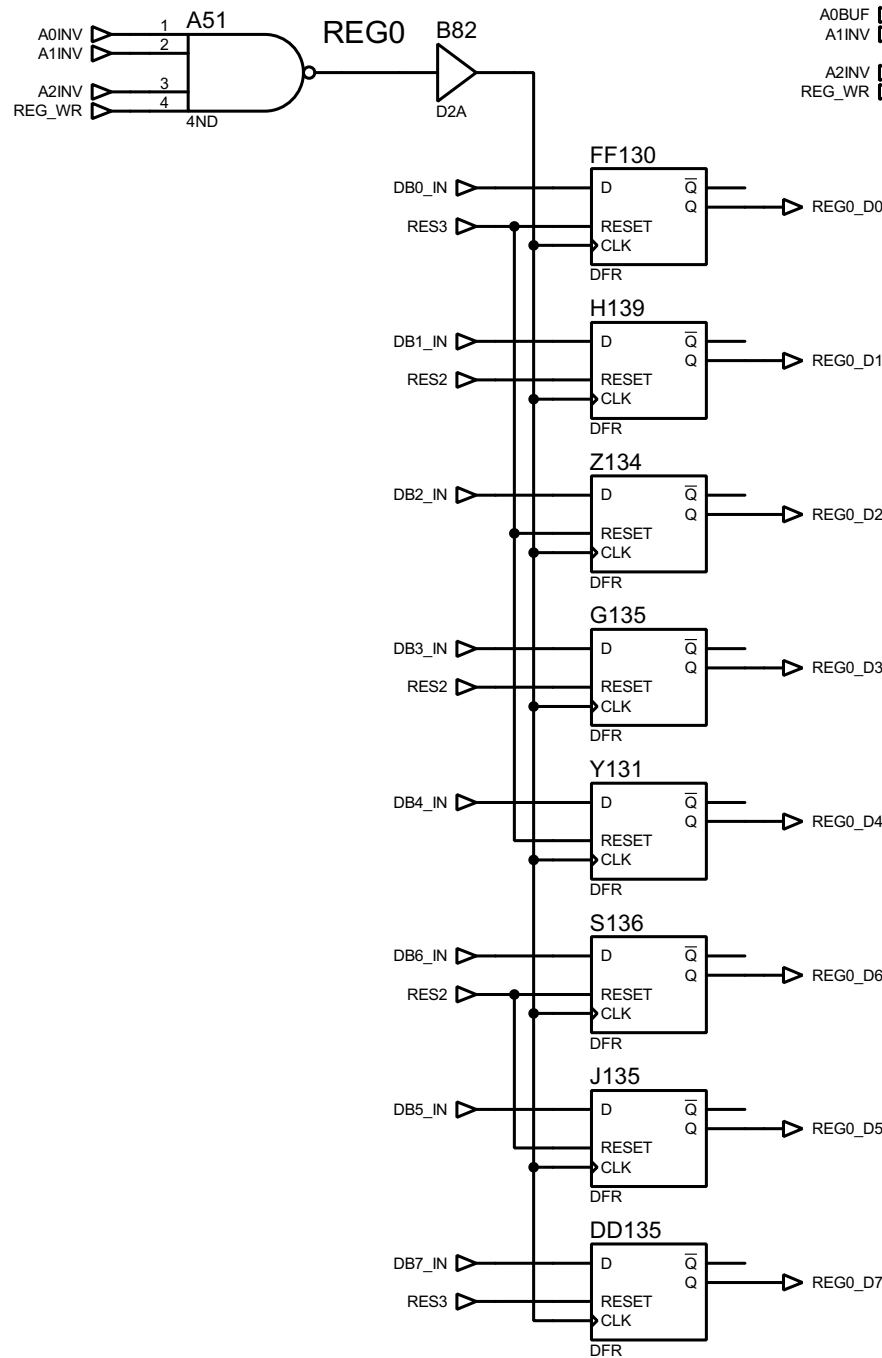 A51
REG0
B82
A0INV
1
A1INV
2
A2INV
3
REG_WR
4
4ND
D2A
A0BUF
A1INV
A2INV
REG_WR
FF130
DB0_IN
D
Q
Q
REG0_D0
RES3
RESET
CLK
DFR
H139
DB1_IN
D
Q
Q
REG0_D1
RES2
RESET
CLK
DFR
Z134
DB2_IN
D
Q
Q
REG0_D2
RESET
CLK
DFR
G135
DB3_IN
D
Q
Q
REG0_D3
RES2
RESET
CLK
DFR
Y131
DB4_IN
D
Q
Q
REG0_D4
RESET
CLK
DFR
S136
DB6_IN
D
Q
Q
REG0_D6
RES2
RESET
CLK
DFR
J135
DB5_IN
D
Q
Q
REG0_D5
RESET
CLK
DFR
DD135
DB7_IN
D
Q
Q
REG0_D7
RES3
RESET
CLK
DFR